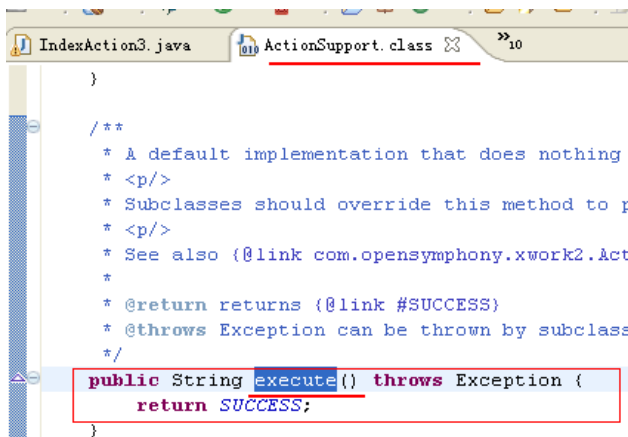 IndexAction3.java ActionSupport.class »10
}
/**
* A default implementation that does nothing
* <p/>
* Subclasses should override this method to
* <p/>
* See also {@link com.opensymphony.xwork2.Act
*
* @return returns {@link #SUCCESS}
* @throws Exception can be thrown by subclass
*/
public String execute() throws Exception {
return SUCCESS;
}